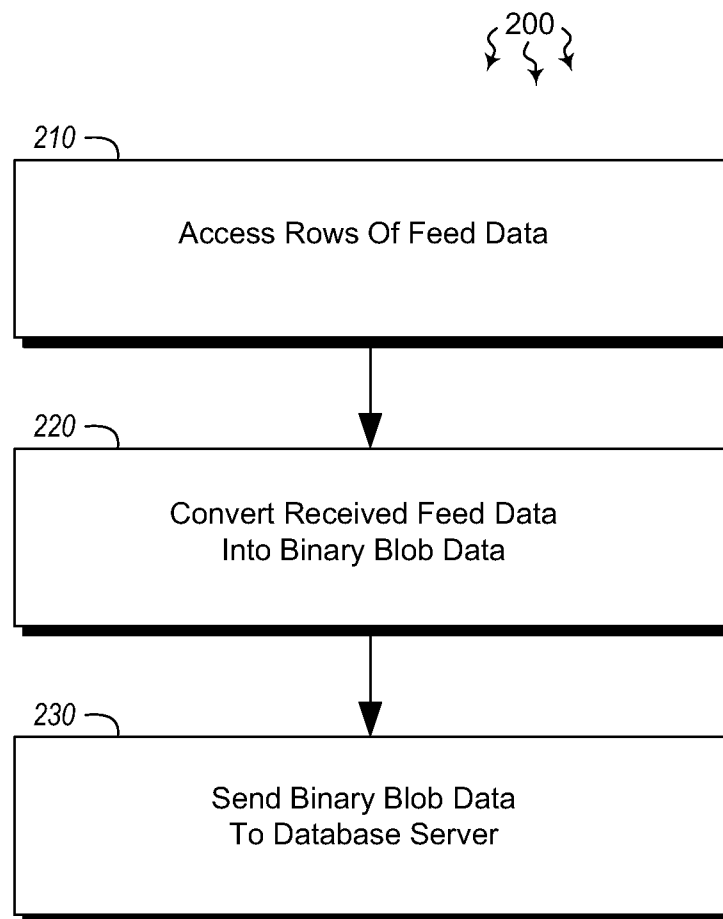 200
210
Access Rows Of Feed Data
220
Convert Received Feed Data
Into Binary Blob Data
230
Send Binary Blob Data
To Database Server